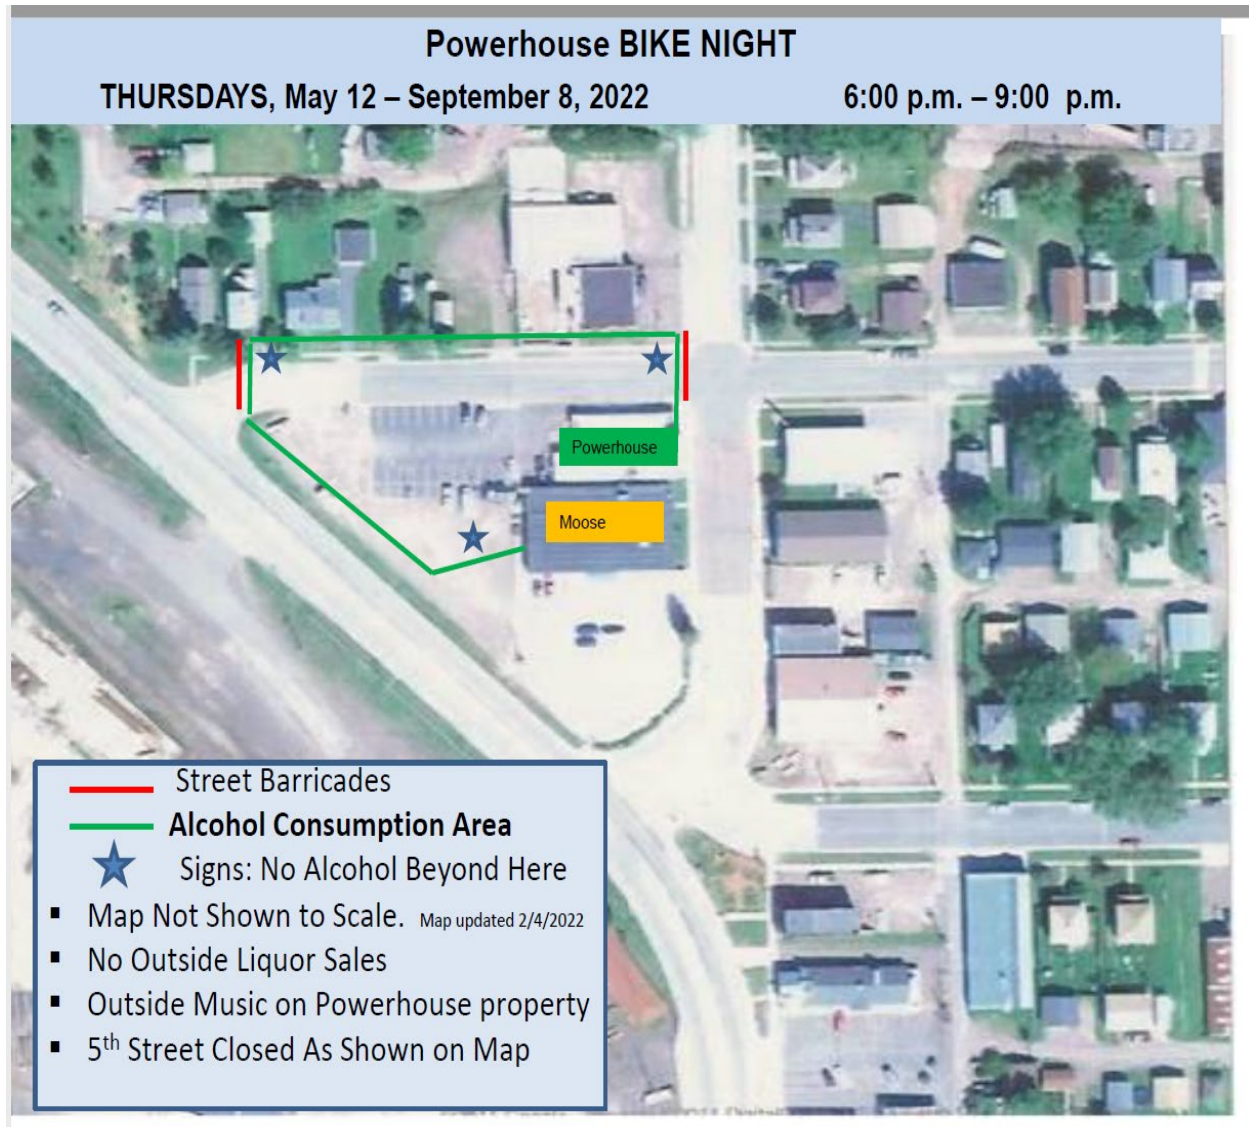 Powerhouse BIKE NIGHT
THURSDAYS, May 12 – September 8, 2022 6:00 p.m. – 9:00 p.m.
Powerhouse
Moose
Street Barricades
Alcohol Consumption Area
Signs: No Alcohol Beyond Here
▪ Map Not Shown to Scale. Map updated 2/4/2022
▪ No Outside Liquor Sales
▪ Outside Music on Powerhouse property
▪ 5th Street Closed As Shown on Map